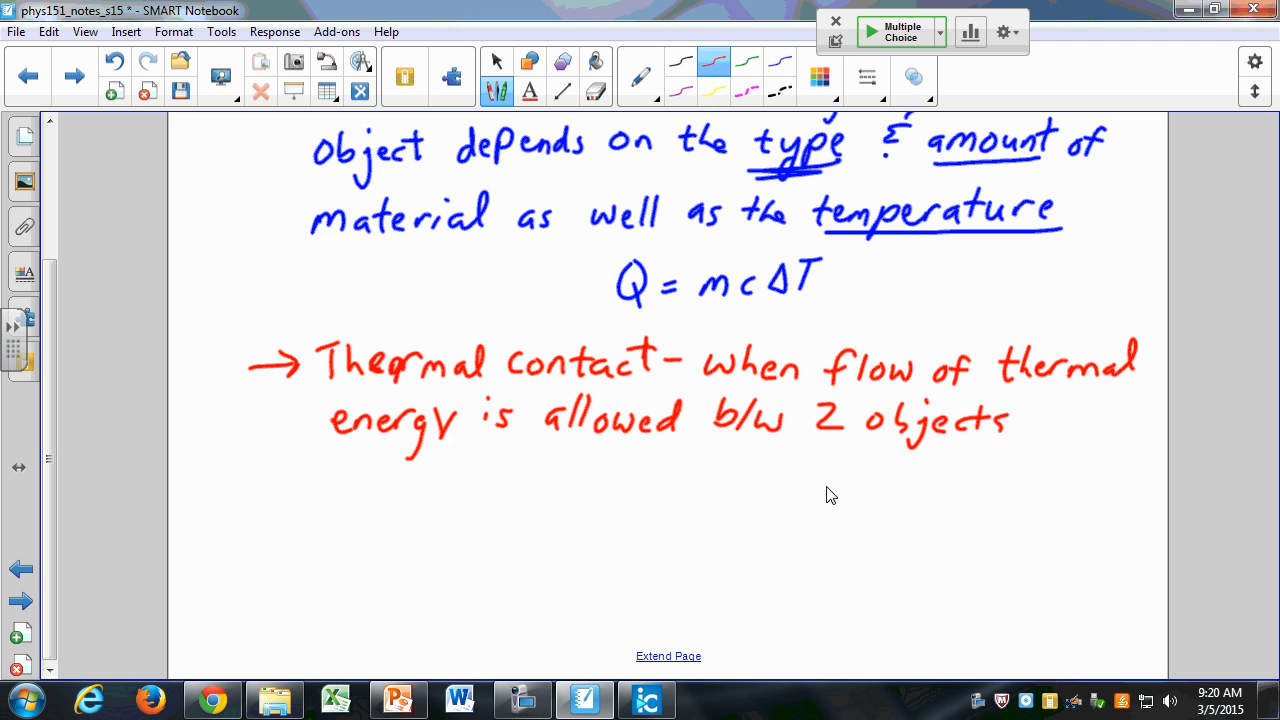 phys151_notes_s15 * - SMART Notebook
File Edit View Insert Format Tools Response Add-ons Help
Multiple
Choice
A
object depends on the type & amount of
material as well as the temperature
Q = mcΔT
→ Thermal contact - when flow of thermal
energy is allowed b/w 2 objects
Extend Page
9:20 AM
3/5/2015